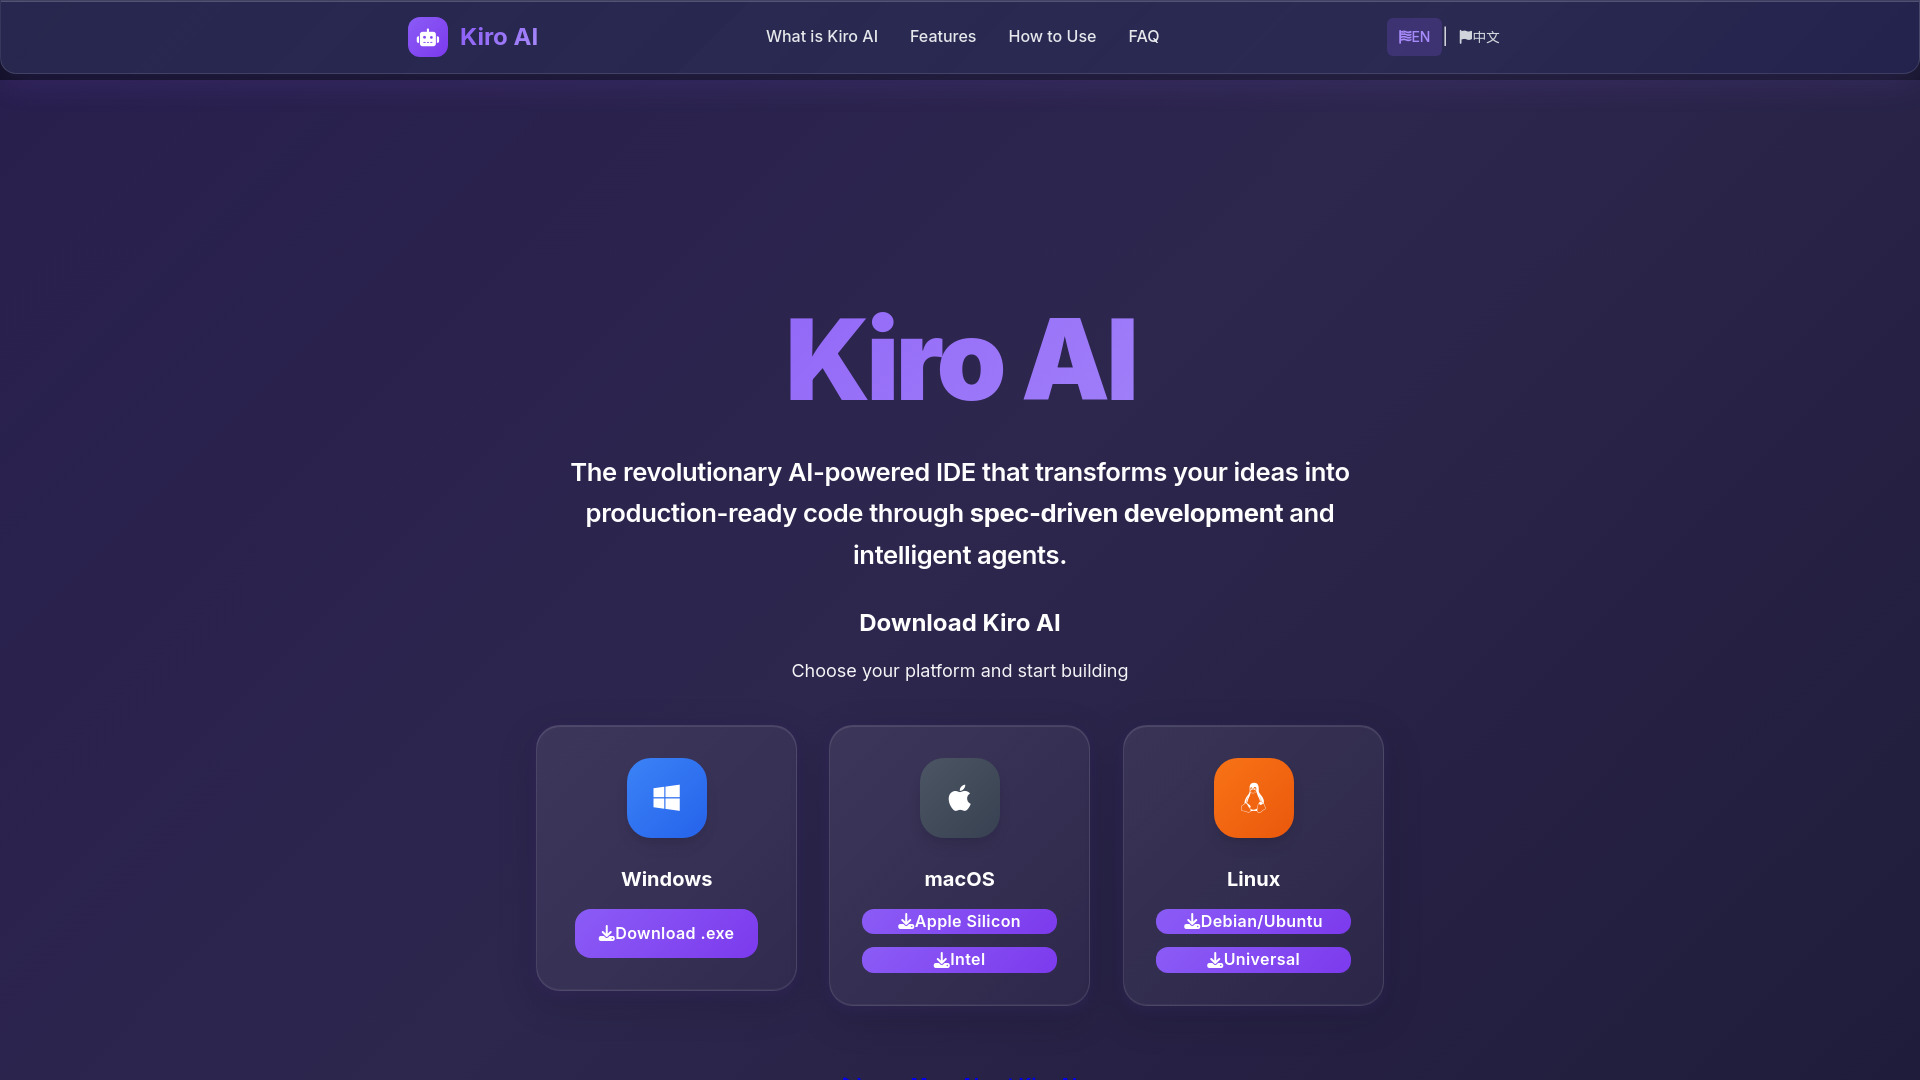 Kiro AI
What is Kiro AI
Features
How to Use
FAQ
EN
|
中文
Kiro AI
The revolutionary AI-powered IDE that transforms your ideas into
production-ready code through spec-driven development and
intelligent agents.
Download Kiro AI
Choose your platform and start building
Windows
Download .exe
macOS
Apple Silicon
Intel
Linux
Debian/Ubuntu
Universal